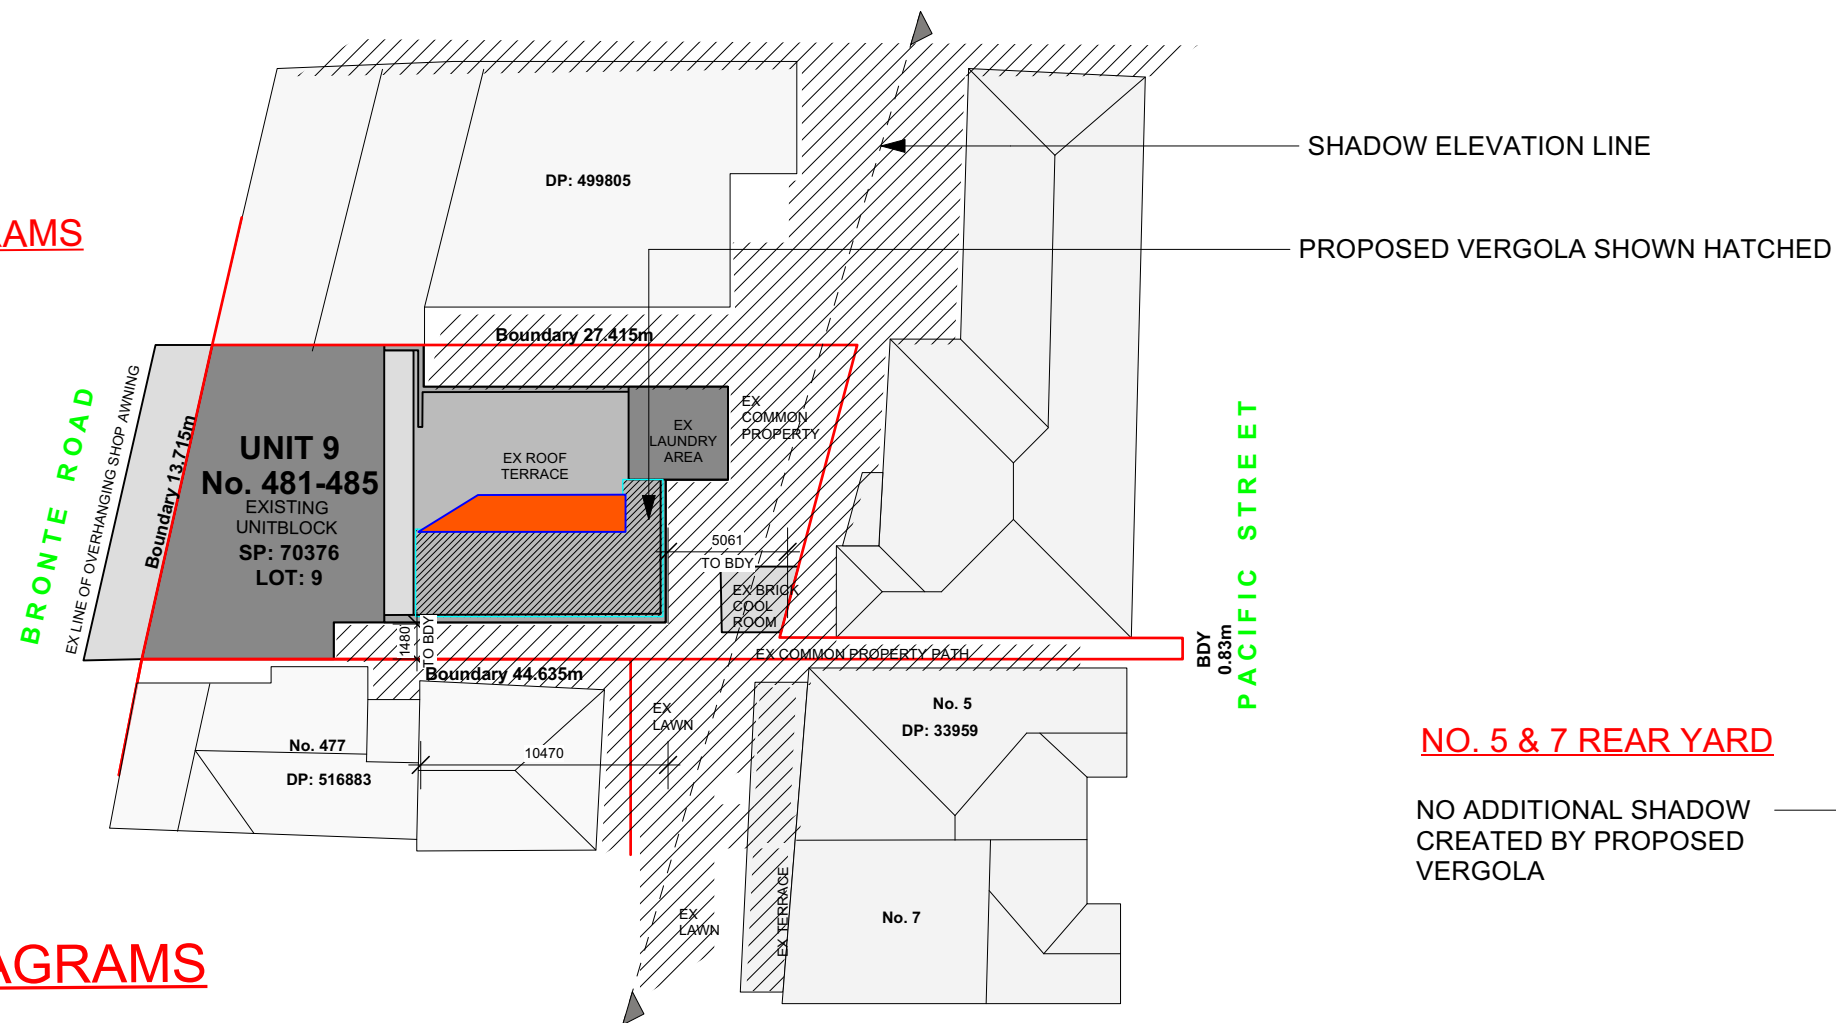 SHADOW ELEVATION LINE
DP: 499805
AMS
PROPOSED VERGOLA SHOWN HATCHED
Boundary 27.415m
BRONTE ROAD
EX LINE OF OVERHANGING SHOP AWNING
Boundary 13.715m
UNIT 9
No. 481-485
EXISTING
UNITBLOCK
SP: 70376
LOT: 9
EX ROOF
TERRACE
EX
LAUNDRY
AREA
EX
COMMON
PROPERTY
5061
TO BDY
EX BRICK
COOL
ROOM
1480
TO BDY
EX COMMON PROPERTY PATH
BDY
0.83m
PACIFIC STREET
Boundary 44.635m
EX
LAWN
10470
No. 477
DP: 516883
No. 5
DP: 33959
NO. 5 & 7 REAR YARD
NO ADDITIONAL SHADOW
CREATED BY PROPOSED
VERGOLA
EX TERRACE
No. 7
EX
LAWN
AGRAMS